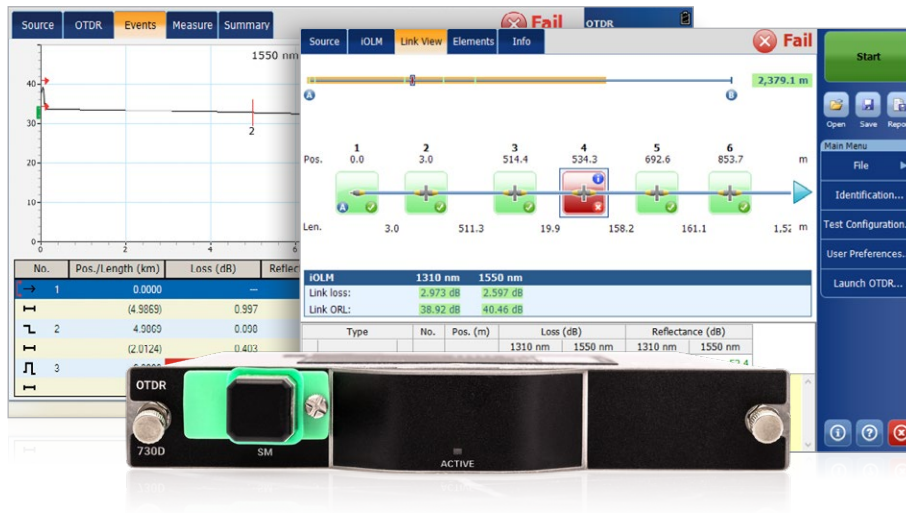 Source OTDR Events Measure Summary
Fail
OTDR
1550 nm
40
30
20
10
0
0 2 4 6
2
No. Pos./Length (km) Loss (dB)
1 0.0000 ---
(4.9869) 0.997
2 4.9869 0.090
(2.0124) 0.403
3
Source iOLM Link View Elements Info
Fail
2,379.1 m
A B
1 2 3 4 5 6
Pos. 0.0 3.0 514.4 534.3 692.6 853.7 m
A
Len. 3.0 511.3 19.9 158.2 161.1 m
iOLM 1310 nm 1550 nm
Link loss: 2.973 dB 2.597 dB
Link ORL: 38.92 dB 40.46 dB
Type No. Pos. (m) Loss (dB) Reflectance (dB)
1310 nm 1550 nm 1310 nm 1550 nm
Start
Open Save
Main Menu
File
Identification...
Test Configuration.
User Preferences.
Launch OTDR...
OTDR
730D
SM
ACTIVE